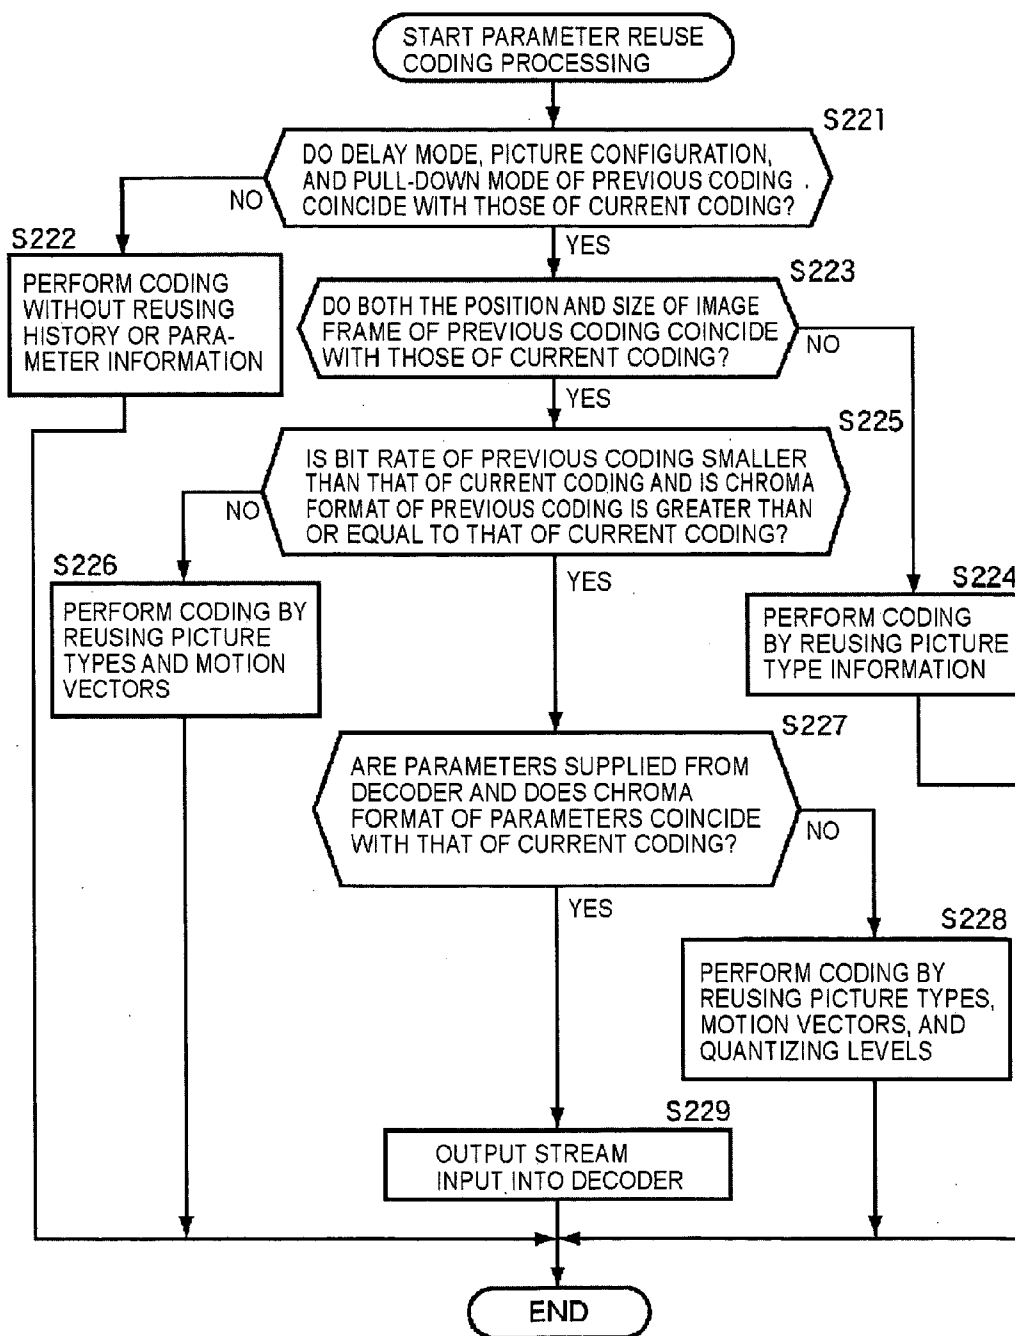 START PARAMETER REUSE
CODING PROCESSING
S221
DO DELAY MODE, PICTURE CONFIGURATION,
AND PULL-DOWN MODE OF PREVIOUS CODING
COINCIDE WITH THOSE OF CURRENT CODING?
NO
YES
S222
PERFORM CODING
WITHOUT REUSING
HISTORY OR PARA-
METER INFORMATION
S223
DO BOTH THE POSITION AND SIZE OF IMAGE
FRAME OF PREVIOUS CODING COINCIDE
WITH THOSE OF CURRENT CODING?
NO
YES
S225
IS BIT RATE OF PREVIOUS CODING SMALLER
THAN THAT OF CURRENT CODING AND IS CHROMA
FORMAT OF PREVIOUS CODING IS GREATER THAN
OR EQUAL TO THAT OF CURRENT CODING?
NO
YES
S226
PERFORM CODING BY
REUSING PICTURE
TYPES AND MOTION
VECTORS
S224
PERFORM CODING
BY REUSING PICTURE
TYPE INFORMATION
S227
ARE PARAMETERS SUPPLIED FROM
DECODER AND DOES CHROMA
FORMAT OF PARAMETERS COINCIDE
WITH THAT OF CURRENT CODING?
NO
YES
S228
PERFORM CODING BY
REUSING PICTURE TYPES,
MOTION VECTORS, AND
QUANTIZING LEVELS
S229
OUTPUT STREAM
INPUT INTO DECODER
END